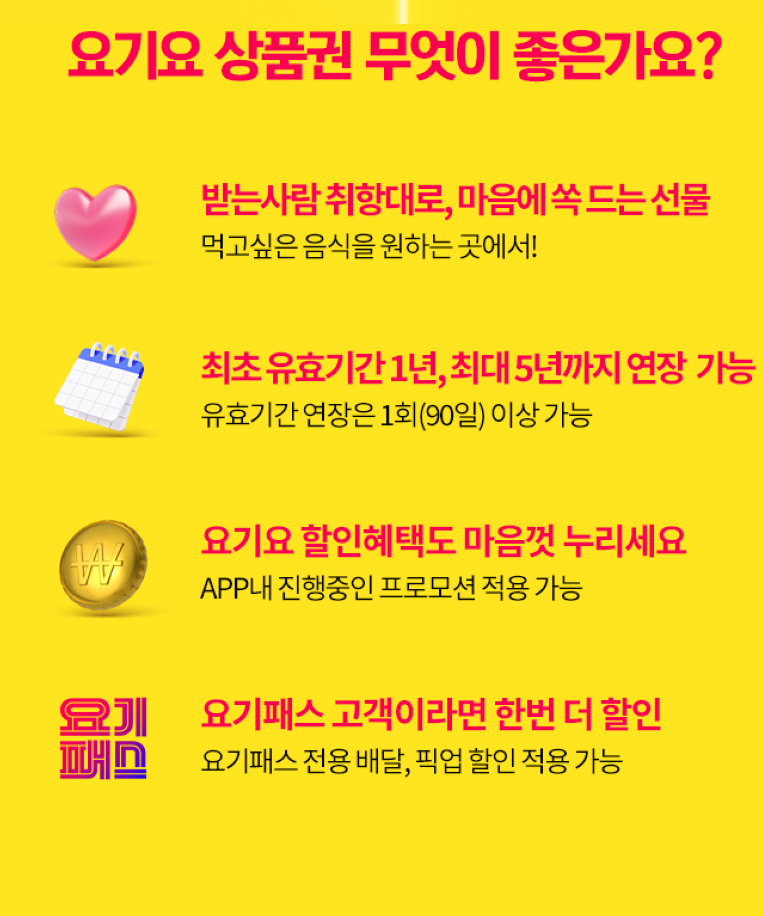 요기요 상품권 무엇이 좋은가요?
받는사람 취향대로, 마음에 쏙 드는 선물
먹고싶은 음식을 원하는 곳에서!
최초 유효기간 1년, 최대 5년까지 연장 가능
유효기간 연장은 1회(90일) 이상 가능
₩
요기요 할인혜택도 마음껏 누리세요
APP내 진행중인 프로모션 적용 가능
요기
패스
요기패스 고객이라면 한번 더 할인
요기패스 전용 배달, 픽업 할인 적용 가능